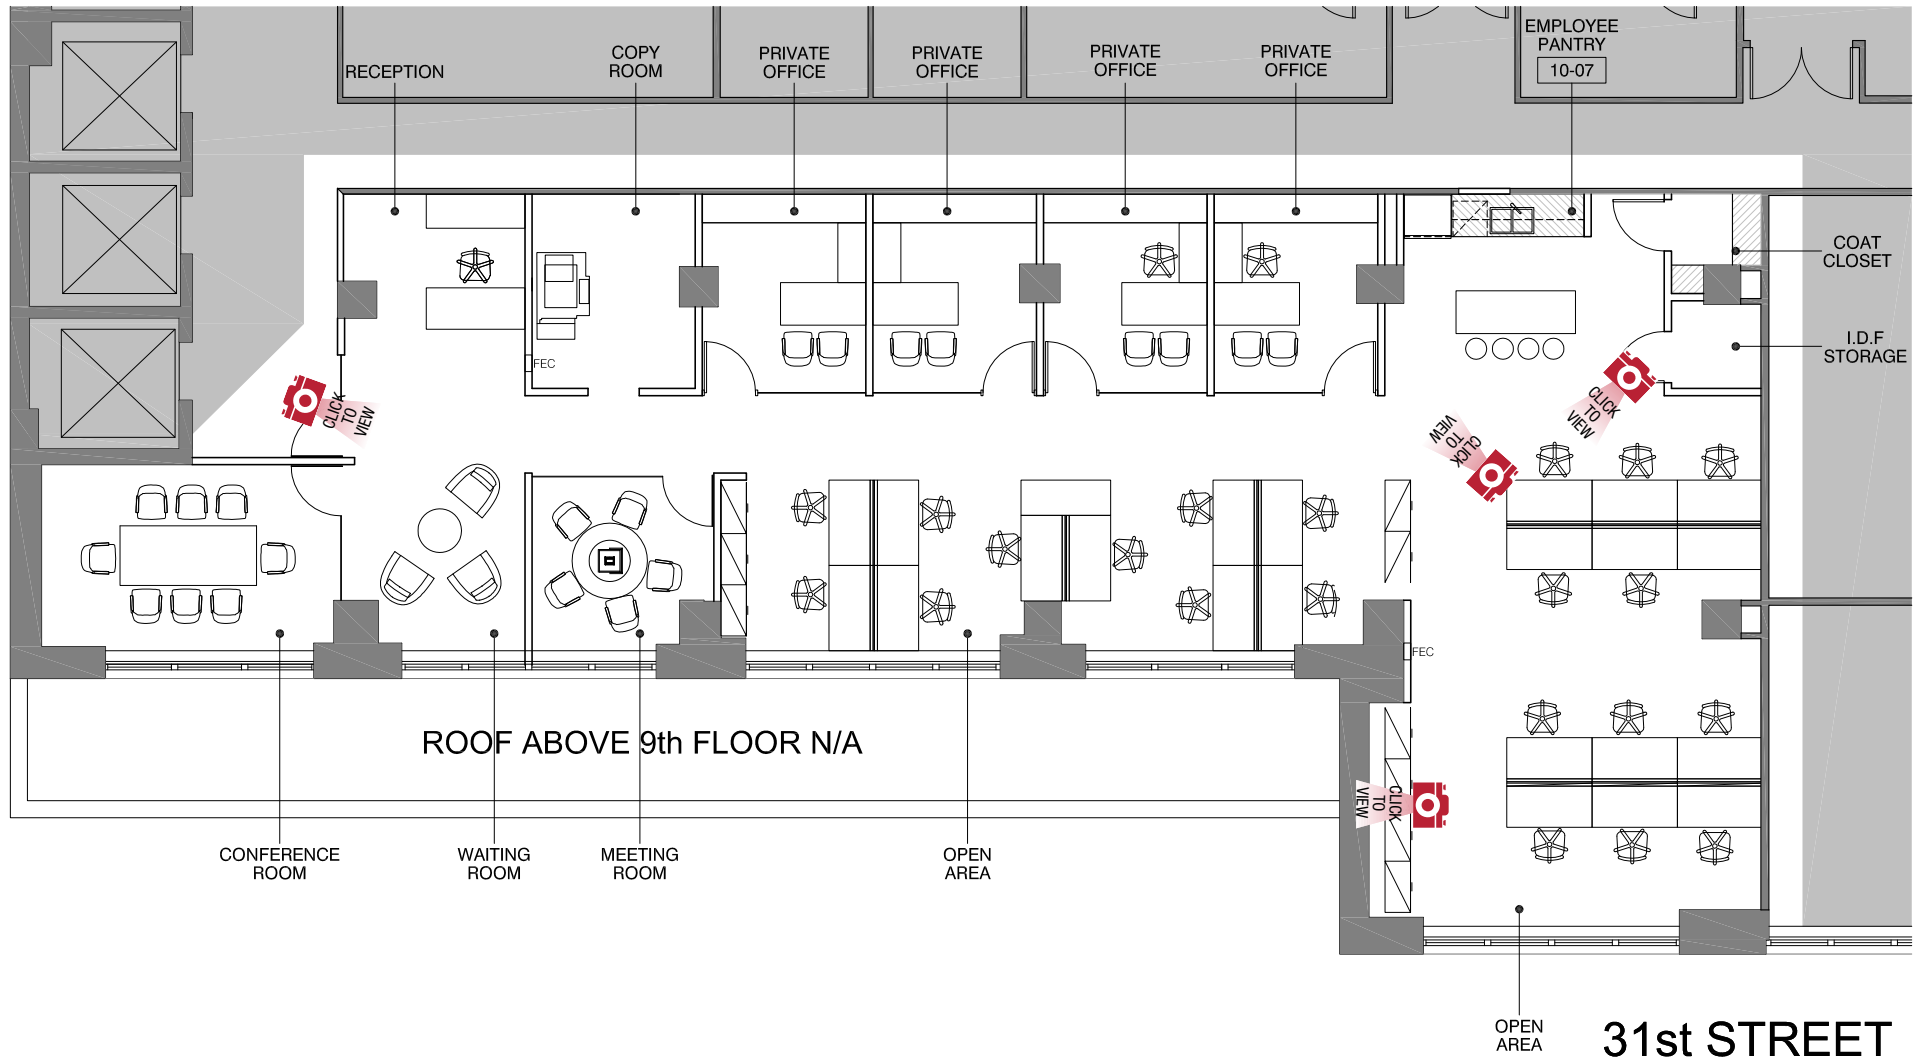 RECEPTION
COPY
ROOM
PRIVATE
OFFICE
PRIVATE
OFFICE
PRIVATE
OFFICE
PRIVATE
OFFICE
EMPLOYEE
PANTRY
10-07
COAT
CLOSET
I.D.F
STORAGE
FEC
CLICK
TO
VIEW
CLICK
TO
VIEW
CLICK
TO
VIEW
FEC
CLICK
TO
VIEW
ROOF ABOVE 9th FLOOR N/A
CONFERENCE
ROOM
WAITING
ROOM
MEETING
ROOM
OPEN
AREA
OPEN
AREA
31st STREET